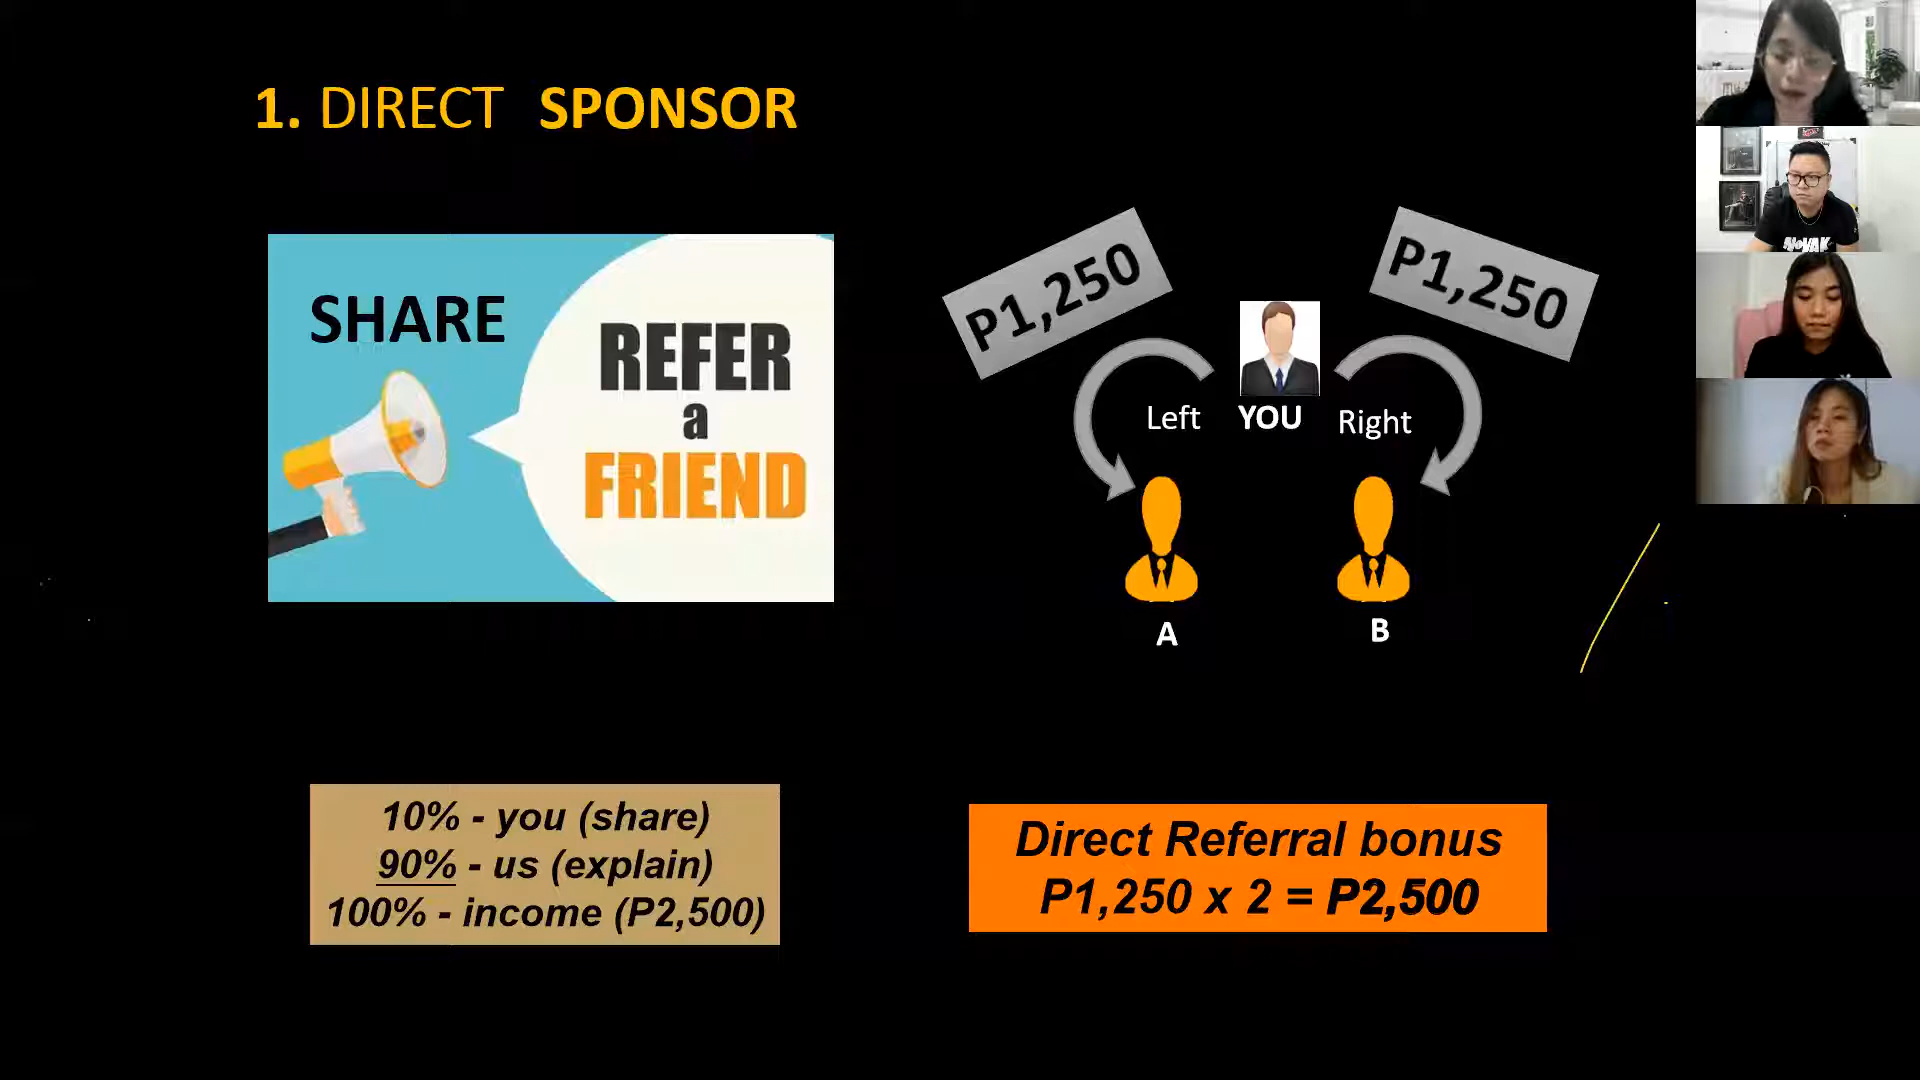 1. DIRECT SPONSOR
SHARE
REFER
a
FRIEND
P1,250
P1,250
Left YOU Right
A
B
10% - you (share)
90% - us (explain)
100% - income (P2,500)
Direct Referral bonus
P1,250 x 2 = P2,500
NOVAK